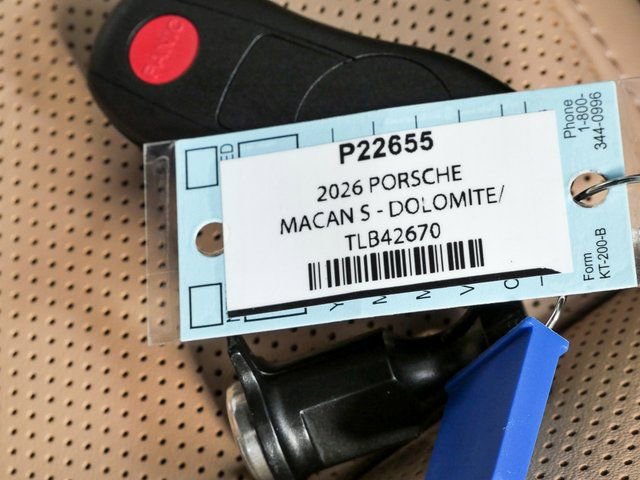 PANIC
P22655
2026 PORSCHE
MACAN S - DOLOMITE/
TLB42670
Phone
1-800-
344-0996
Form
KT-200-B